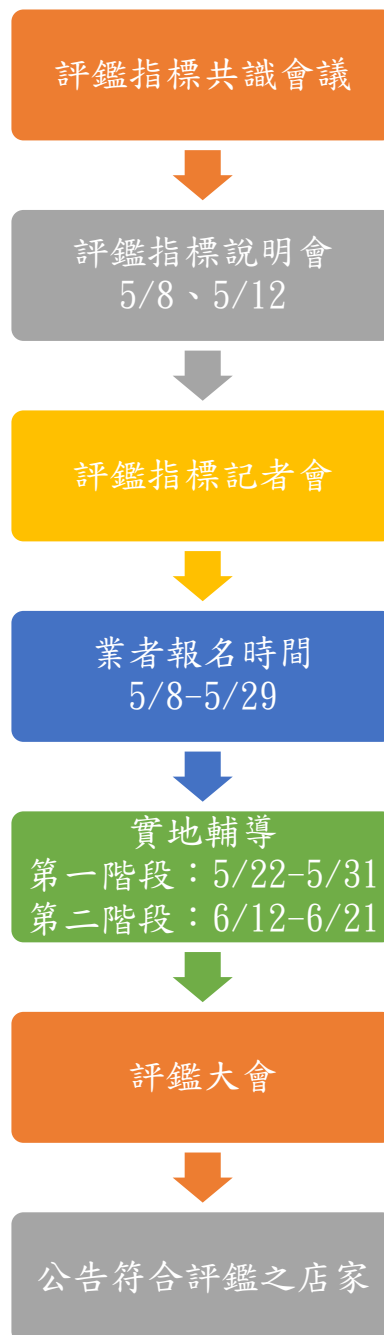 評鑑指標共識會議
評鑑指標說明會
5/8、5/12
評鑑指標記者會
業者報名時間
5/8-5/29
實地輔導
第一階段：5/22-5/31
第二階段：6/12-6/21
評鑑大會
公告符合評鑑之店家